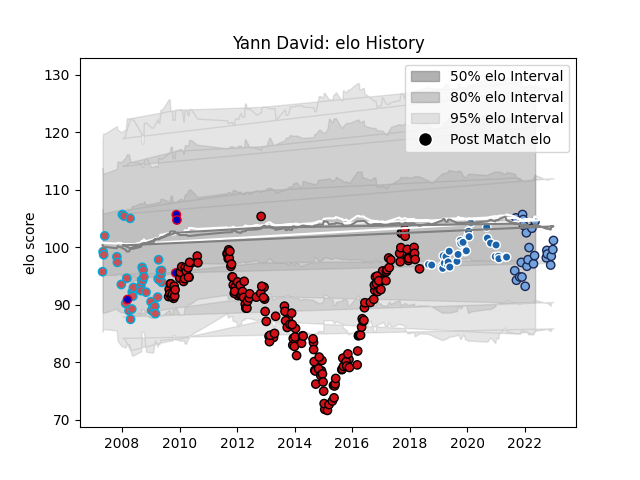 Yann David: elo History
130
120
110
100
90
80
70
elo score
50% elo Interval
80% elo Interval
95% elo Interval
Post Match elo
2008 2010 2012 2014 2016 2018 2020 2022